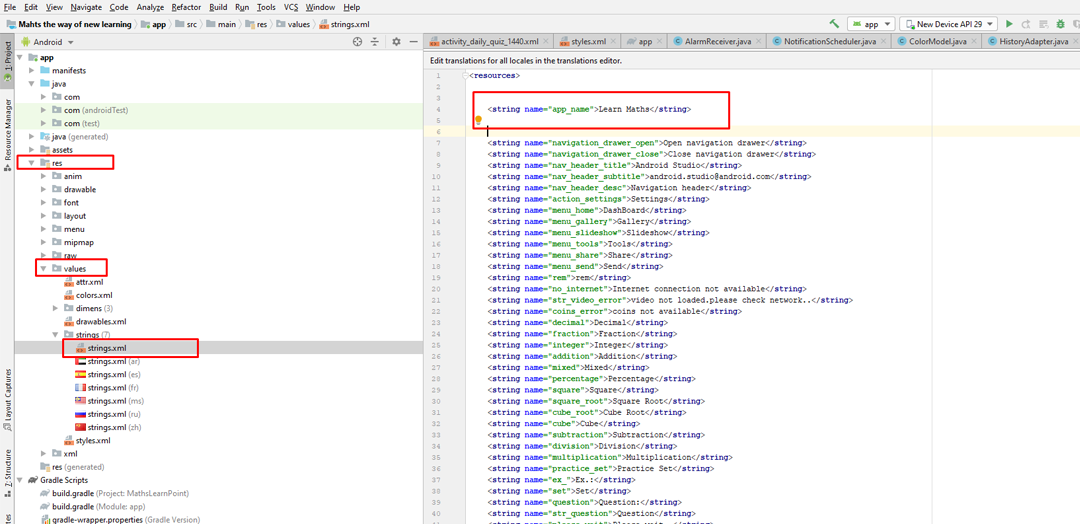 File Edit View Navigate Code Analyze Refactor Build Run Tools VCS Window Help
Mahts the way of new learning app src main res values strings.xml app New Device API 29
1: Project
Resource Manager
Layout Captures
Z: Structure
Android
app
manifests
java
com
com (androidTest)
com (test)
java (generated)
assets
res
anim
drawable
font
layout
menu
mipmap
raw
values
attr.xml
colors.xml
dimens (3)
drawables.xml
strings (7)
strings.xml
strings.xml (ar)
strings.xml (es)
strings.xml (fr)
strings.xml (ms)
strings.xml (ru)
strings.xml (zh)
styles.xml
xml
res (generated)
Gradle Scripts
build.gradle (Project: MathsLearnPoint)
build.gradle (Module: app)
gradle-wrapper.properties (Gradle Version)
activity_daily_quiz_1440.xml styles.xml app AlarmReceiver.java NotificationScheduler.java ColorModel.java HistoryAdapter.java
Edit translations for all locales in the translations editor.
1 <resources>
2
3
4 <string name="app_name">Learn Maths</string>
5
6
7 <string name="navigation_drawer_open">Open navigation drawer</string>
8 <string name="navigation_drawer_close">Close navigation drawer</string>
9 <string name="nav_header_title">Android Studio</string>
10 <string name="nav_header_subtitle">android.studio@android.com</string>
11 <string name="nav_header_desc">Navigation header</string>
12 <string name="action_settings">Settings</string>
13 <string name="menu_home">DashBoard</string>
14 <string name="menu_gallery">Gallery</string>
15 <string name="menu_slideshow">Slideshow</string>
16 <string name="menu_tools">Tools</string>
17 <string name="menu_share">Share</string>
18 <string name="menu_send">Send</string>
19 <string name="rem">rem</string>
20 <string name="no_internet">Internet connection not available</string>
21 <string name="str_video_error">video not loaded.please check network..</string>
22 <string name="coins_error">coins not available</string>
23 <string name="decimal">Decimal</string>
24 <string name="fraction">Fraction</string>
25 <string name="integer">Integer</string>
26 <string name="addition">Addition</string>
27 <string name="mixed">Mixed</string>
28 <string name="percentage">Percentage</string>
29 <string name="square">Square</string>
30 <string name="square_root">Square Root</string>
31 <string name="cube_root">Cube Root</string>
32 <string name="cube">Cube</string>
33 <string name="subtraction">Subtraction</string>
34 <string name="division">Division</string>
35 <string name="multiplication">Multiplication</string>
36 <string name="practice_set">Practice Set</string>
37 <string name="ex_">Ex.:</string>
38 <string name="set">Set</string>
39 <string name="question">Question:</string>
40 <string name="str_question">Question</string>